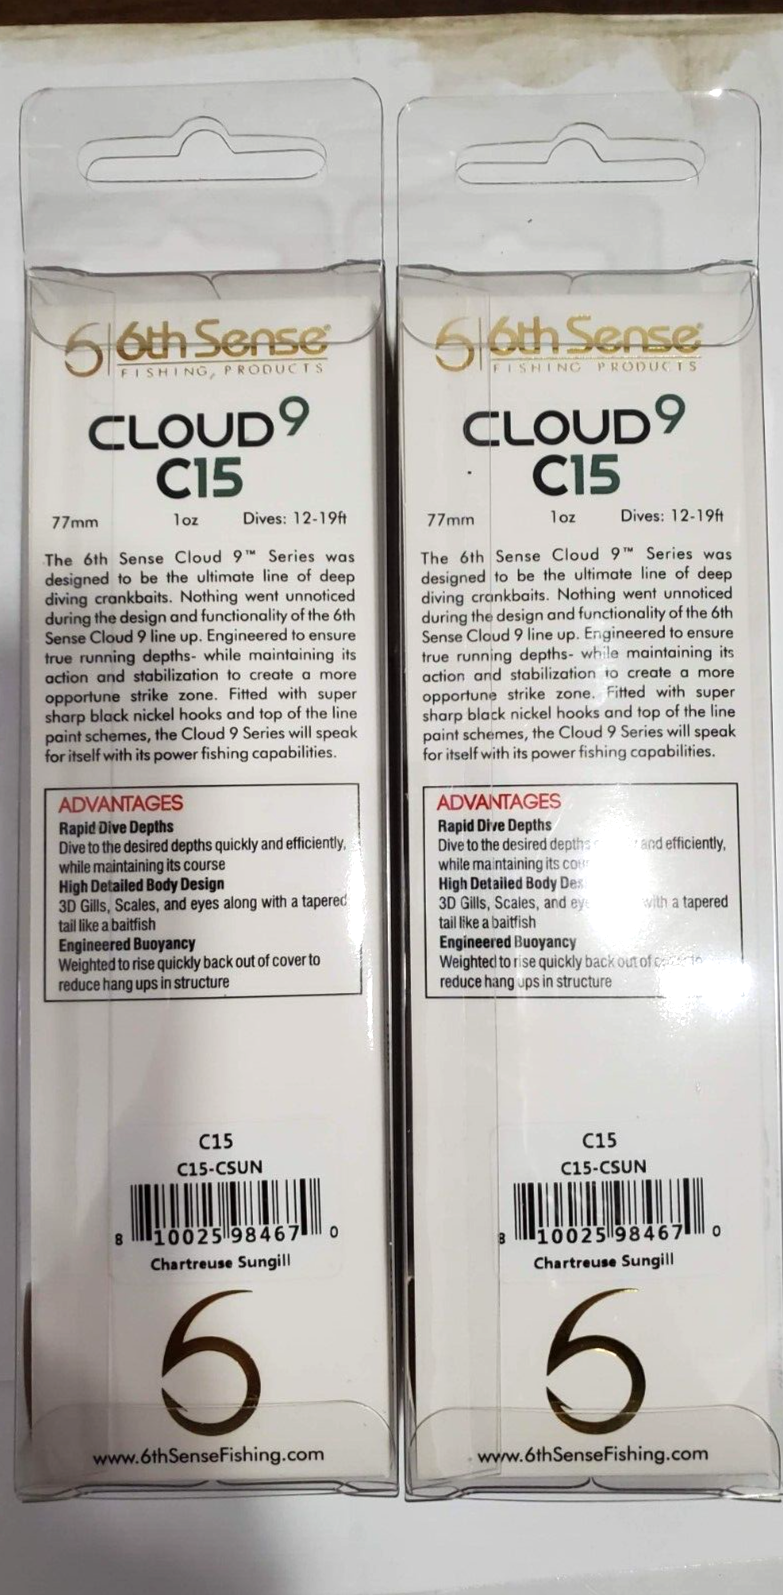 6 6th Sense®
FISHING PRODUCTS
CLOUD9
C15
77mm 1oz Dives: 12-19ft
The 6th Sense Cloud 9™ Series was
designed to be the ultimate line of deep
diving crankbaits. Nothing went unnoticed
during the design and functionality of the 6th
Sense Cloud 9 line up. Engineered to ensure
true running depths- while maintaining its
action and stabilization to create a more
opportune strike zone. Fitted with super
sharp black nickel hooks and top of the line
paint schemes, the Cloud 9 Series will speak
for itself with its power fishing capabilities.
ADVANTAGES
Rapid Dive Depths
Dive to the desired depths quickly and efficiently,
while maintaining its course
High Detailed Body Design
3D Gills, Scales, and eyes along with a tapered
tail like a baitfish
Engineered Buoyancy
Weighted to rise quickly back out of cover to
reduce hang ups in structure
C15
C15-CSUN
8 10025 98467 0
Chartreuse Sungill
6
www.6thSenseFishing.com
6 6th Sense®
FISHING PRODUCTS
CLOUD9
C15
77mm 1oz Dives: 12-19ft
The 6th Sense Cloud 9™ Series was
designed to be the ultimate line of deep
diving crankbaits. Nothing went unnoticed
during the design and functionality of the 6th
Sense Cloud 9 line up. Engineered to ensure
true running depths- while maintaining its
action and stabilization to create a more
opportune strike zone. Fitted with super
sharp black nickel hooks and top of the line
paint schemes, the Cloud 9 Series will speak
for itself with its power fishing capabilities.
ADVANTAGES
Rapid Dive Depths
Dive to the desired depths and efficiently,
while maintaining its
High Detailed Body
3D Gills, Scales, and with a tapered
tail like a baitfish
Engineered Buoyancy
Weighted to rise quickly back out of
reduce hang ups in structure
C15
C15-CSUN
8 10025 98467 0
Chartreuse Sungill
6
www.6thSenseFishing.com